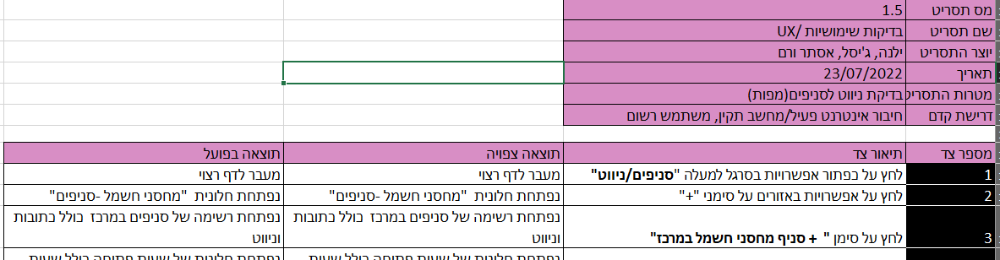 מס תסריט 1.5
שם תסריט בדיקות שימושיות /UX
יוצר התסריט ילנה, ג'יסל, אסתר ורם
תאריך 23/07/2022
מטרות התסריט בדיקת ניווט לסניפים(מפות)
דרישת קדם חיבור אינטרנט פעיל/מחשב תקין, משתמש רשום
מספר צד תיאור צד תוצאה צפויה תוצאה בפועל
1 לחץ על כפתור אפשרויות בסרגל למעלה "סניפים/ניווט" מעבר לדף רצוי מעבר לדף רצוי
2 לחץ על אפשרויות באזורים על סימני "+" נפתחת חלונית "מחסני חשמל -סניפים" נפתחת חלונית "מחסני חשמל -סניפים"
נפתחת רשימה של סניפים במרכז כולל כתובות נפתחת רשימה של סניפים במרכז כולל כתובות
3 לחץ על סימן " + סניף מחסני חשמל במרכז" וניווט וניווט
נפתחת חלונית של שעות פתיחה כולל שעות נפתחת חלונית של שעות פתיחה כולל שעות